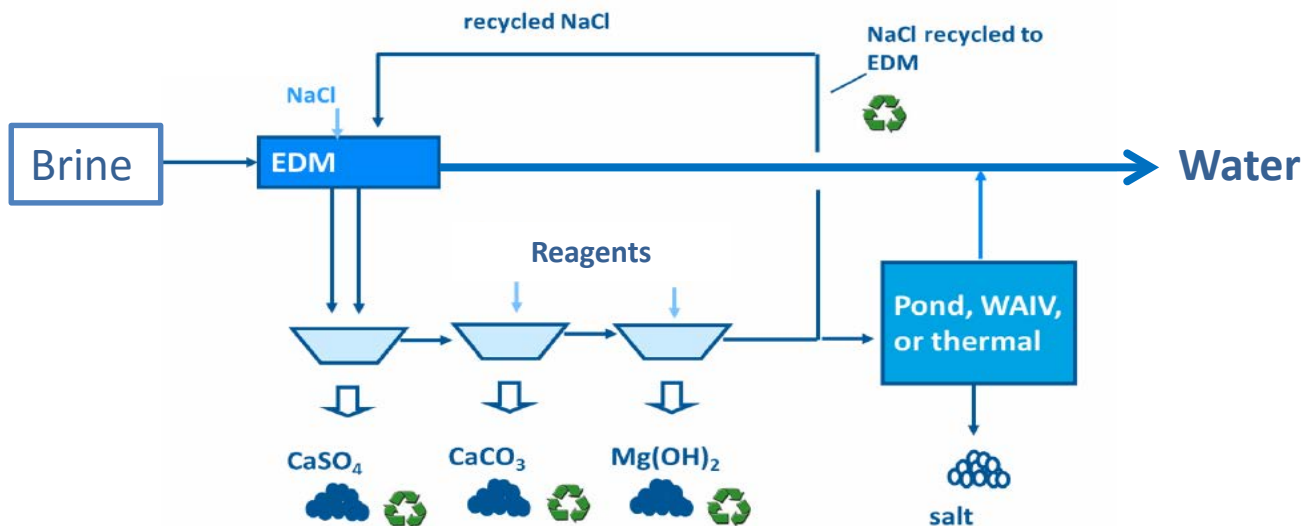 recycled NaCl
NaCl recycled to
EDM
NaCl
Brine
EDM
Water
Reagents
Pond, WAIV,
or thermal
CaSO₄
CaCO₃
Mg(OH)₂
salt